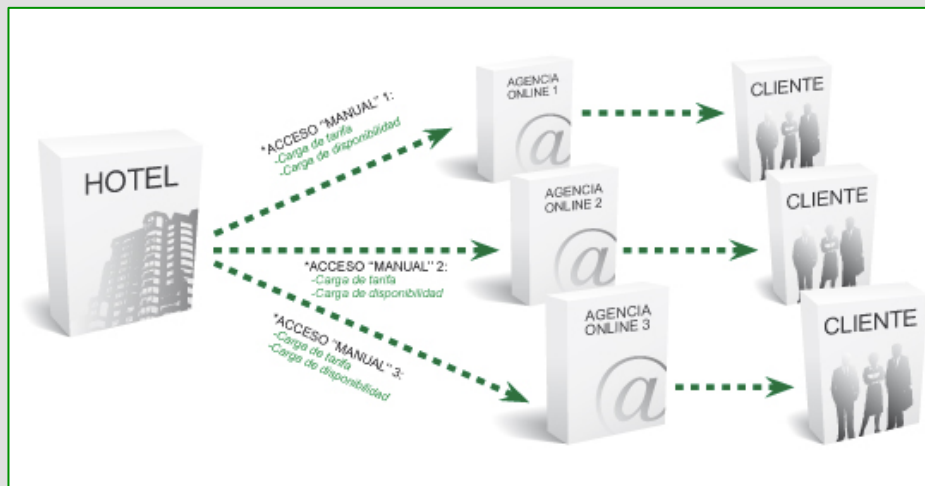 HOTEL
*ACCESO "MANUAL" 1:
-Carga de tarifa
-Carga de disponibilidad
AGENCIA
ONLINE 1
@
CLIENTE
*ACCESO "MANUAL" 2:
-Carga de tarifa
-Carga de disponibilidad
AGENCIA
ONLINE 2
@
CLIENTE
*ACCESO "MANUAL" 3:
-Carga de tarifa
-Carga de disponibilidad
AGENCIA
ONLINE 3
@
CLIENTE